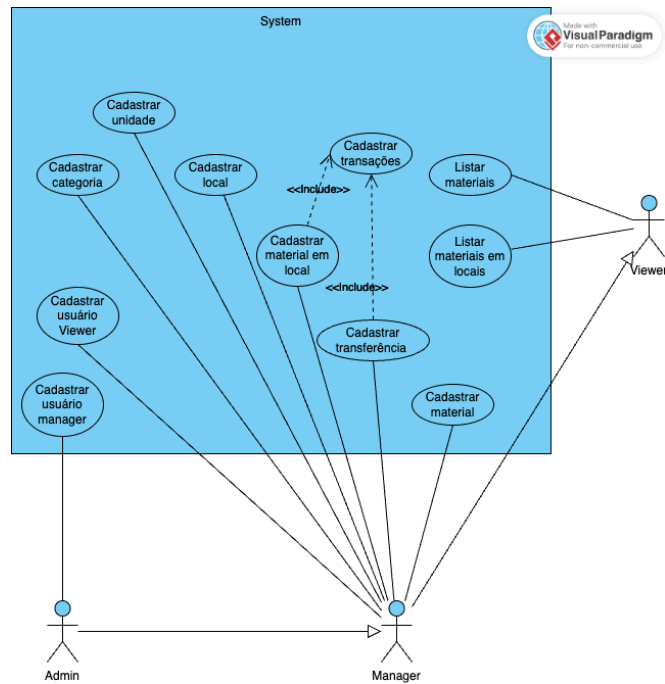 System
Made with
Visual Paradigm
For non-commercial use
Cadastrar
unidade
Cadastrar
transações
Cadastrar
categoria
Cadastrar
local
Listar
materiais
<<Include>>
Cadastrar
material em
local
Listar
materiais em
locais
Viewer
<<Include>>
Cadastrar
usuário
Viewer
Cadastrar
transferência
Cadastrar
usuário
manager
Cadastrar
material
Admin
Manager